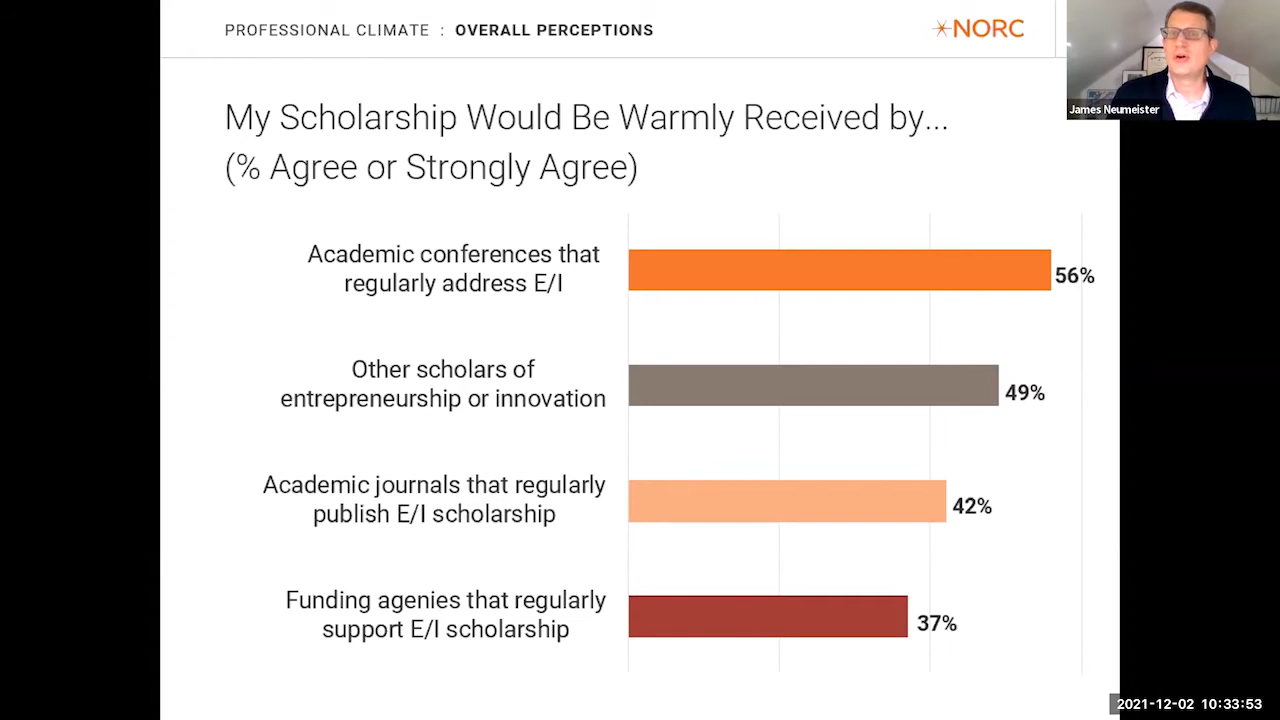 PROFESSIONAL CLIMATE : OVERALL PERCEPTIONS
NORC
James Neumeister
My Scholarship Would Be Warmly Received by...
(% Agree or Strongly Agree)
Academic conferences that
regularly address E/I
56%
Other scholars of
entrepreneurship or innovation
49%
Academic journals that regularly
publish E/I scholarship
42%
Funding agenies that regularly
support E/I scholarship
37%
2021-12-02 10:33:53